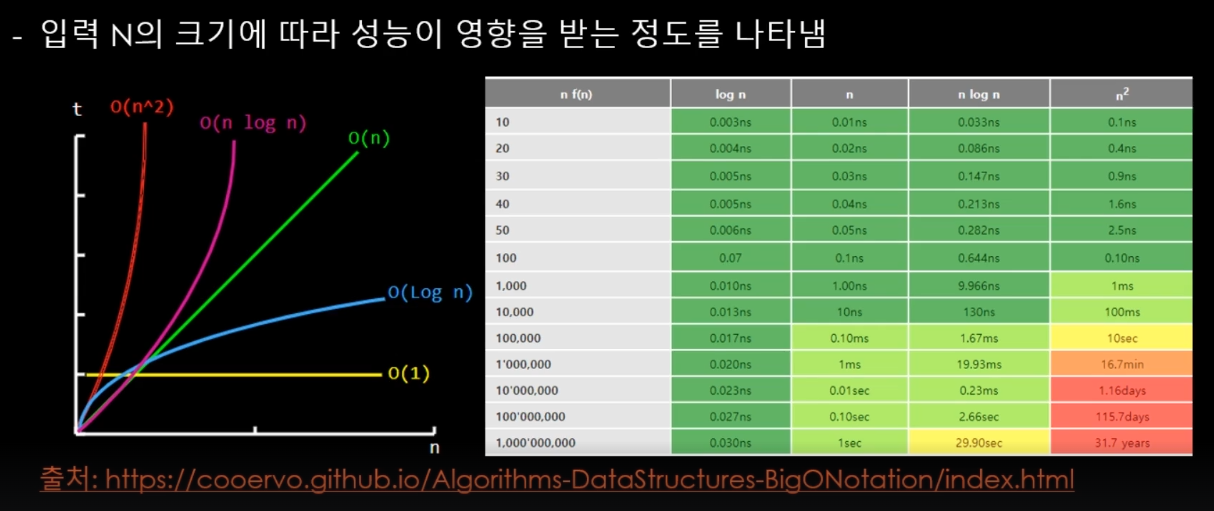 - 입력 N의 크기에 따라 성능이 영향을 받는 정도를 나타냄
t
O(n^2)
O(n log n)
O(n)
O(Log n)
O(1)
n
n f(n) log n n n log n n²
10 0.003ns 0.01ns 0.033ns 0.1ns
20 0.004ns 0.02ns 0.086ns 0.4ns
30 0.005ns 0.03ns 0.147ns 0.9ns
40 0.005ns 0.04ns 0.213ns 1.6ns
50 0.006ns 0.05ns 0.282ns 2.5ns
100 0.07 0.1ns 0.644ns 0.10ns
1,000 0.010ns 1.00ns 9.966ns 1ms
10,000 0.013ns 10ns 130ns 100ms
100,000 0.017ns 0.10ms 1.67ms 10sec
1'000,000 0.020ns 1ms 19.93ms 16.7min
10'000,000 0.023ns 0.01sec 0.23ms 1.16days
100'000,000 0.027ns 0.10sec 2.66sec 115.7days
1,000'000,000 0.030ns 1sec 29.90sec 31.7 years
출처: https://cooervo.github.io/Algorithms-DataStructures-BigONotation/index.html